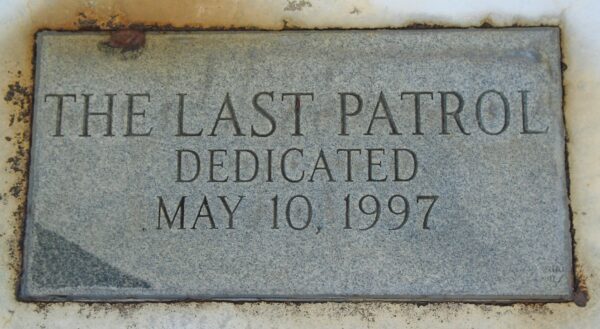 THE LAST PATROL
DEDICATED
MAY 10, 1997